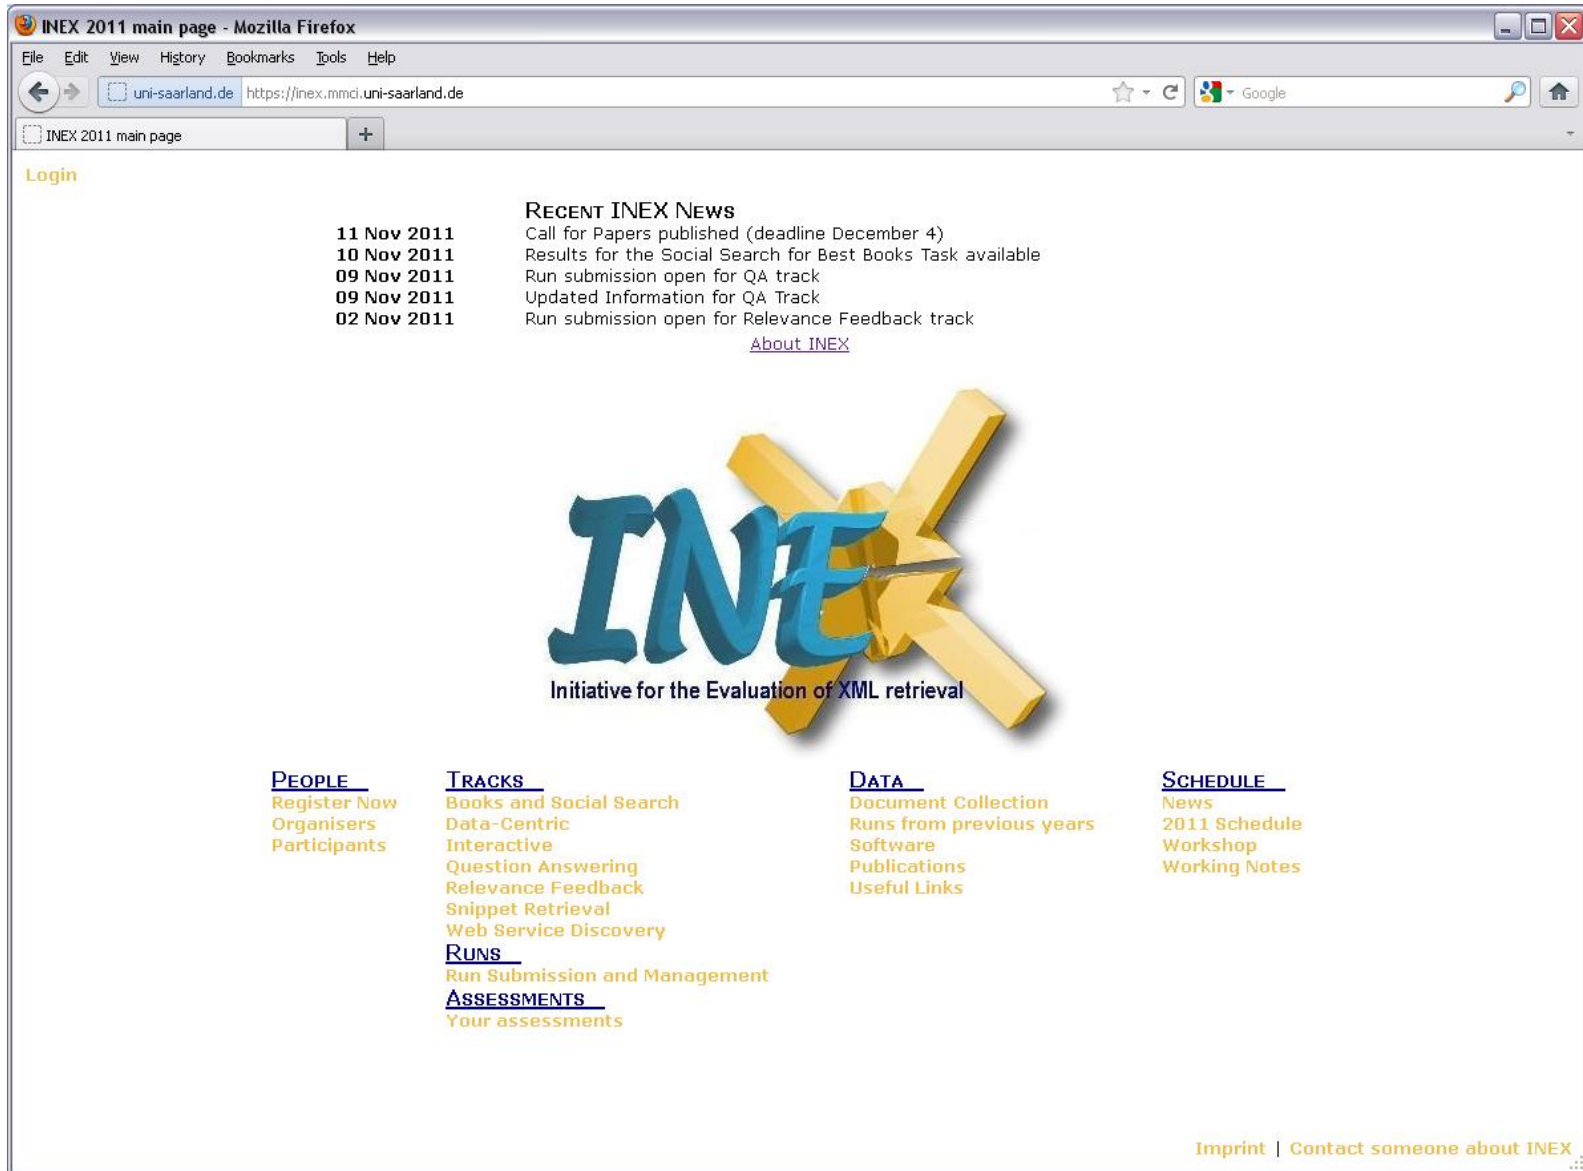 INEX 2011 main page - Mozilla Firefox
File Edit View History Bookmarks Tools Help
uni-saarland.de https://inex.mmci.uni-saarland.de Google
INEX 2011 main page +
Login
RECENT INEX NEWS
11 Nov 2011 Call for Papers published (deadline December 4)
10 Nov 2011 Results for the Social Search for Best Books Task available
09 Nov 2011 Run submission open for QA track
09 Nov 2011 Updated Information for QA Track
02 Nov 2011 Run submission open for Relevance Feedback track
About INEX
INEX
Initiative for the Evaluation of XML retrieval
PEOPLE TRACKS DATA SCHEDULE
Register Now Books and Social Search Document Collection News
Organisers Data-Centric Runs from previous years 2011 Schedule
Participants Interactive Software Workshop
Question Answering Publications Working Notes
Relevance Feedback Useful Links
Snippet Retrieval
Web Service Discovery
RUNS
Run Submission and Management
ASSESSMENTS
Your assessments
Imprint | Contact someone about INEX